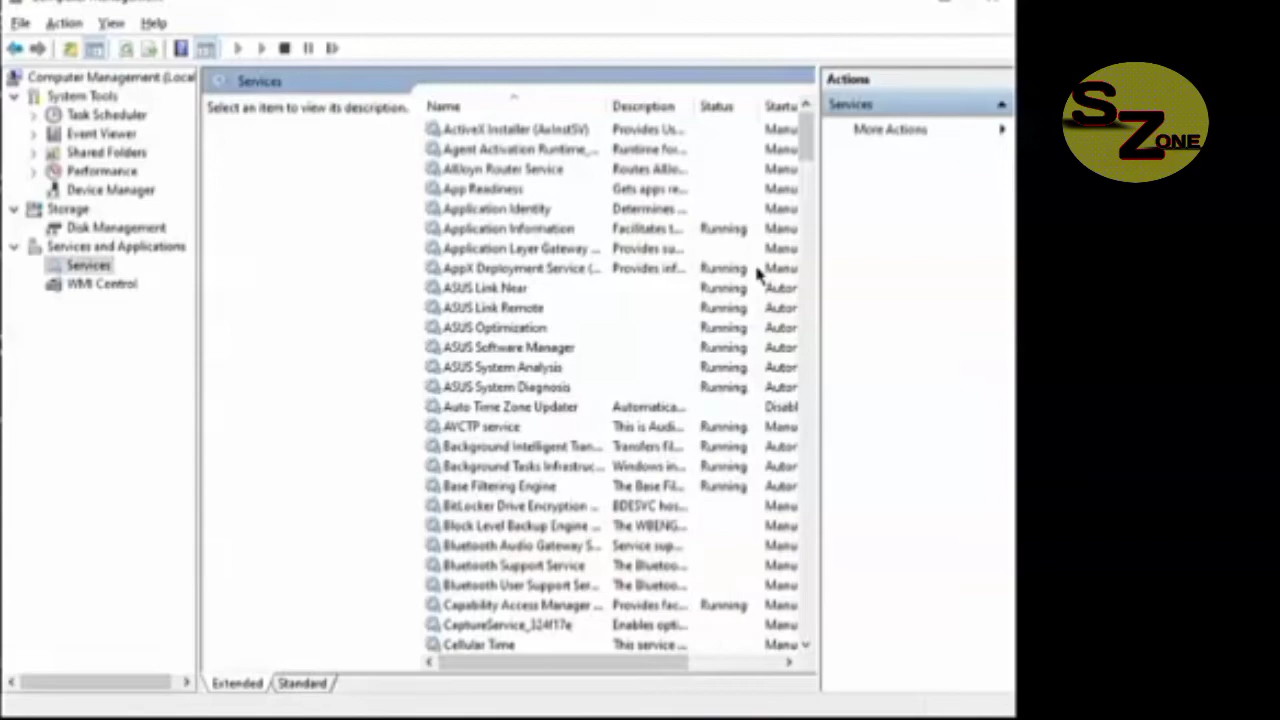 File Action View Help
Computer Management (Local
System Tools
Task Scheduler
Event Viewer
Shared Folders
Performance
Device Manager
Storage
Disk Management
Services and Applications
Services
WMI Control
Services
Select an item to view its description.
Name Description Status Startu
ActiveX Installer (AxInstSV) Provides Us... Manu
Agent Activation Runtime_... Runtime for... Manu
AllJoyn Router Service Routes AllJo... Manu
App Readiness Gets apps re... Manu
Application Identity Determines ... Manu
Application Information Facilitates t... Running Manu
Application Layer Gateway ... Provides su... Manu
AppX Deployment Service (... Provides inf... Running Manu
ASUS Link Near Running Autor
ASUS Link Remote Running Autor
ASUS Optimization Running Autor
ASUS Software Manager Running Autor
ASUS System Analysis Running Autor
ASUS System Diagnosis Running Autor
Auto Time Zone Updater Automatica... Disabl
AVCTP service This is Audi... Running Manu
Background Intelligent Tran... Transfers fil... Running Autor
Background Tasks Infrastruc... Windows in... Running Autor
Base Filtering Engine The Base Fil... Running Autor
BitLocker Drive Encryption ... BDESVC hos... Manu
Block Level Backup Engine ... The WBENG... Manu
Bluetooth Audio Gateway S... Service sup... Manu
Bluetooth Support Service The Bluetoo... Manu
Bluetooth User Support Ser... The Bluetoo... Manu
Capability Access Manager ... Provides fac... Running Manu
CaptureService_324f17e Enables opti... Manu
Cellular Time This service ... Manu
Extended Standard
Actions
Services
More Actions
S ZONE